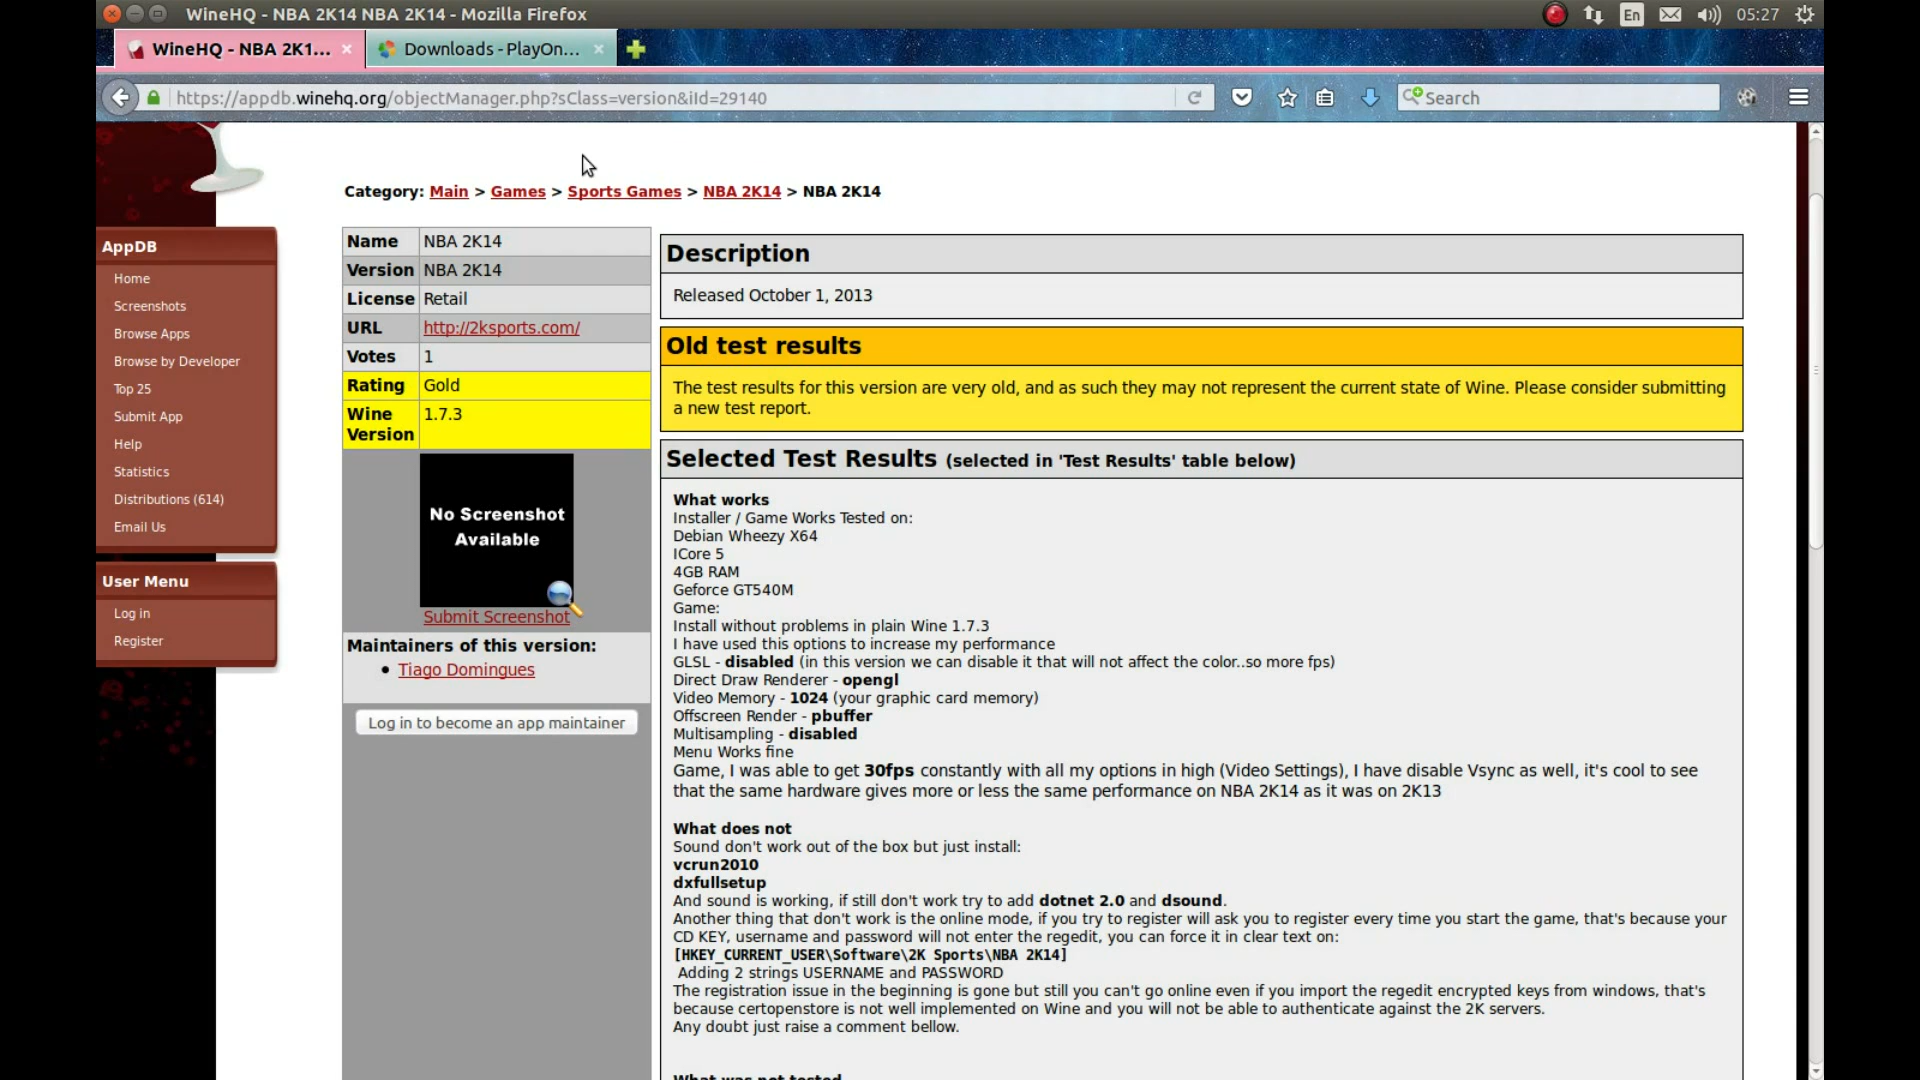 WineHQ - NBA 2K14 NBA 2K14 - Mozilla Firefox
En
05:27
WineHQ - NBA 2K1...
Downloads - PlayOn...
https://appdb.winehq.org/objectManager.php?sClass=version&iId=29140
Search
Category: Main > Games > Sports Games > NBA 2K14 > NBA 2K14
AppDB
Home
Screenshots
Browse Apps
Browse by Developer
Top 25
Submit App
Help
Statistics
Distributions (614)
Email Us
User Menu
Log in
Register
Name NBA 2K14
Version NBA 2K14
License Retail
URL http://2ksports.com/
Votes 1
Rating Gold
Wine Version 1.7.3
No Screenshot
Available
Submit Screenshot
Maintainers of this version:
• Tiago Domingues
Log in to become an app maintainer
Description
Released October 1, 2013
Old test results
The test results for this version are very old, and as such they may not represent the current state of Wine. Please consider submitting
a new test report.
Selected Test Results (selected in 'Test Results' table below)
What works
Installer / Game Works Tested on:
Debian Wheezy X64
ICore 5
4GB RAM
Geforce GT540M
Game:
Install without problems in plain Wine 1.7.3
I have used this options to increase my performance
GLSL - disabled (in this version we can disable it that will not affect the color..so more fps)
Direct Draw Renderer - opengl
Video Memory - 1024 (your graphic card memory)
Offscreen Render - pbuffer
Multisampling - disabled
Menu Works fine
Game, I was able to get 30fps constantly with all my options in high (Video Settings), I have disable Vsync as well, it's cool to see
that the same hardware gives more or less the same performance on NBA 2K14 as it was on 2K13
What does not
Sound don't work out of the box but just install:
vcrun2010
dxfullsetup
And sound is working, if still don't work try to add dotnet 2.0 and dsound.
Another thing that don't work is the online mode, if you try to register will ask you to register every time you start the game, that's because your
CD KEY, username and password will not enter the regedit, you can force it in clear text on:
[HKEY_CURRENT_USER\Software\2K Sports\NBA 2K14]
Adding 2 strings USERNAME and PASSWORD
The registration issue in the beginning is gone but still you can't go online even if you import the regedit encrypted keys from windows, that's
because certopenstore is not well implemented on Wine and you will not be able to authenticate against the 2K servers.
Any doubt just raise a comment bellow.
What was not tested